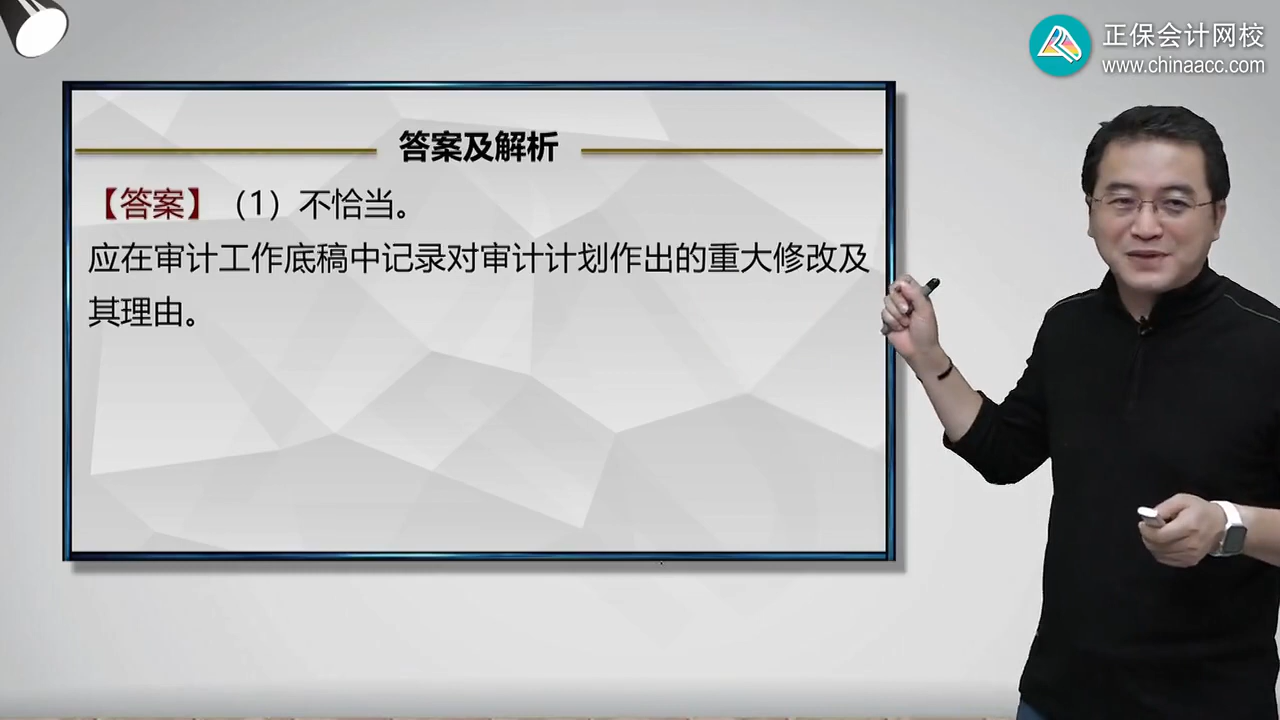 正保会计网校
www.chinaacc.com
答案及解析
【答案】（1）不恰当。
应在审计工作底稿中记录对审计计划作出的重大修改及
其理由。